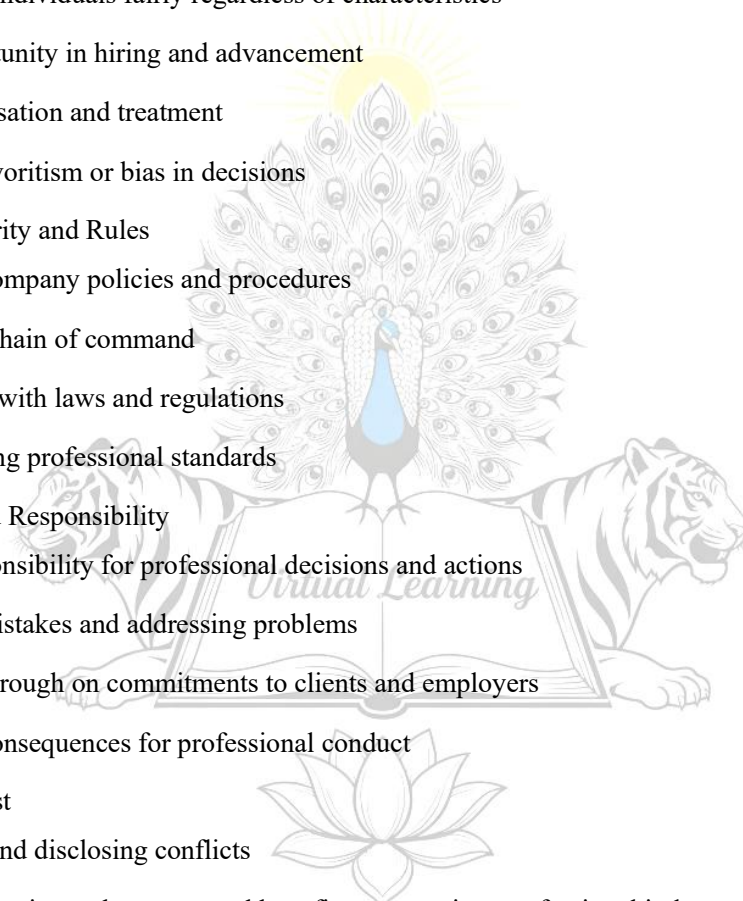 individuals fairly regardless of characteristics
tunity in hiring and advancement
sation and treatment
voritism or bias in decisions
rity and Rules
ompany policies and procedures
hain of command
with laws and regulations
ng professional standards
Responsibility
nsibility for professional decisions and actions
Virtual Learning
istakes and addressing problems
rough on commitments to clients and employers
onsequences for professional conduct
st
nd disclosing conflicts